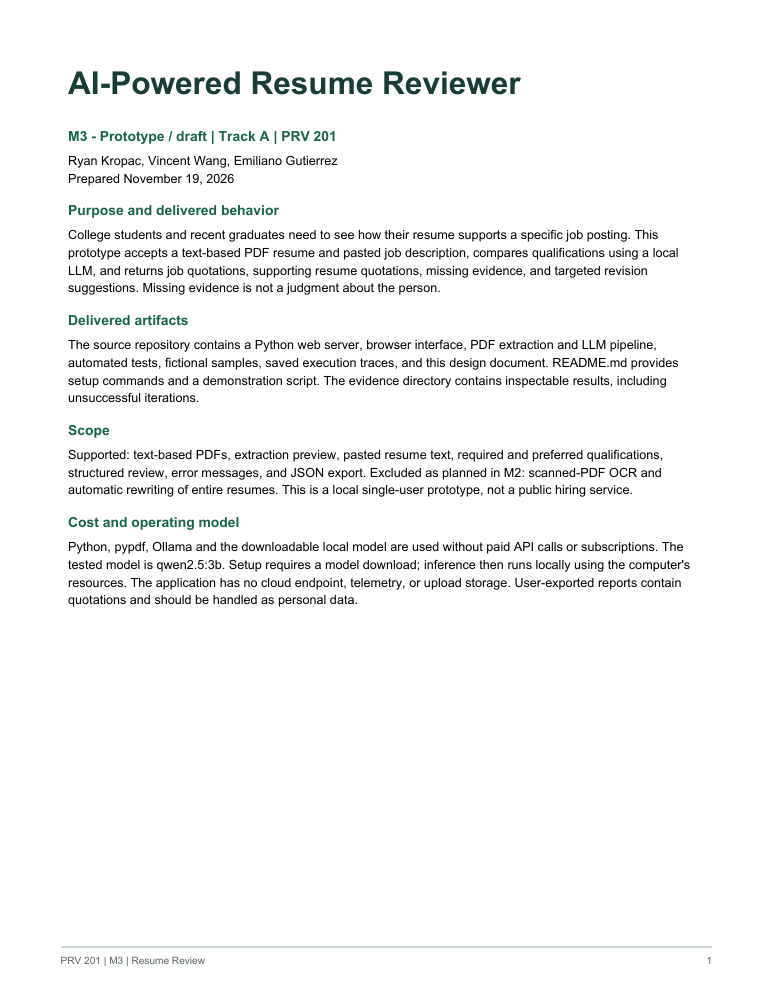 AI-Powered Resume Reviewer
M3 - Prototype / draft | Track A | PRV 201
Ryan Kropac, Vincent Wang, Emiliano Gutierrez
Prepared November 19, 2026
Purpose and delivered behavior
College students and recent graduates need to see how their resume supports a specific job posting. This
prototype accepts a text-based PDF resume and pasted job description, compares qualifications using a local
LLM, and returns job quotations, supporting resume quotations, missing evidence, and targeted revision
suggestions. Missing evidence is not a judgment about the person.
Delivered artifacts
The source repository contains a Python web server, browser interface, PDF extraction and LLM pipeline,
automated tests, fictional samples, saved execution traces, and this design document. README.md provides
setup commands and a demonstration script. The evidence directory contains inspectable results, including
unsuccessful iterations.
Scope
Supported: text-based PDFs, extraction preview, pasted resume text, required and preferred qualifications,
structured review, error messages, and JSON export. Excluded as planned in M2: scanned-PDF OCR and
automatic rewriting of entire resumes. This is a local single-user prototype, not a public hiring service.
Cost and operating model
Python, pypdf, Ollama and the downloadable local model are used without paid API calls or subscriptions. The
tested model is qwen2.5:3b. Setup requires a model download; inference then runs locally using the computer's
resources. The application has no cloud endpoint, telemetry, or upload storage. User-exported reports contain
quotations and should be handled as personal data.
PRV 201 | M3 | Resume Review
1